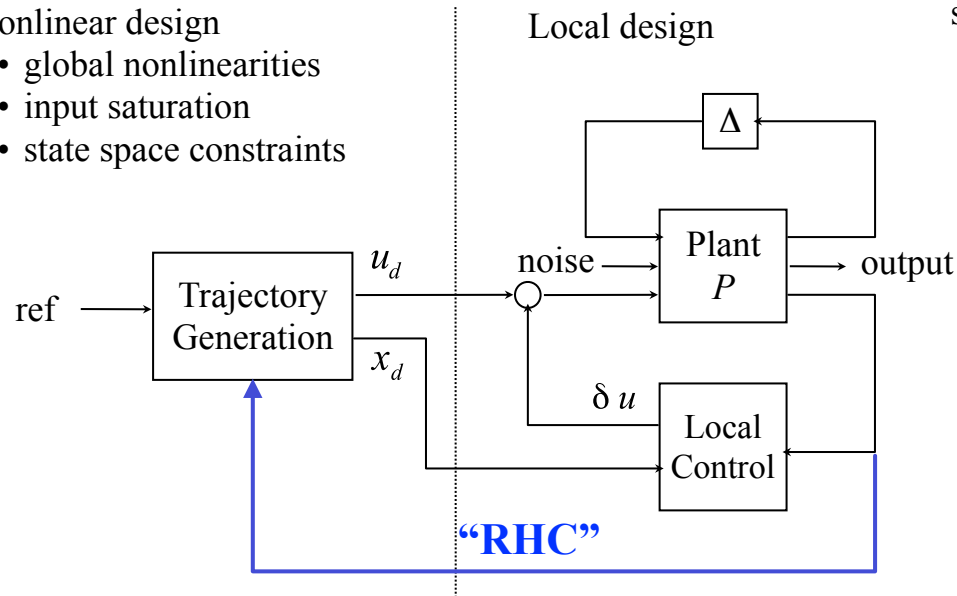 onlinear design
• global nonlinearities
• input saturation
• state space constraints
Local design
s
Δ
Plant
P
noise
output
u_d
ref
Trajectory
Generation
x_d
δ u
Local
Control
“RHC”